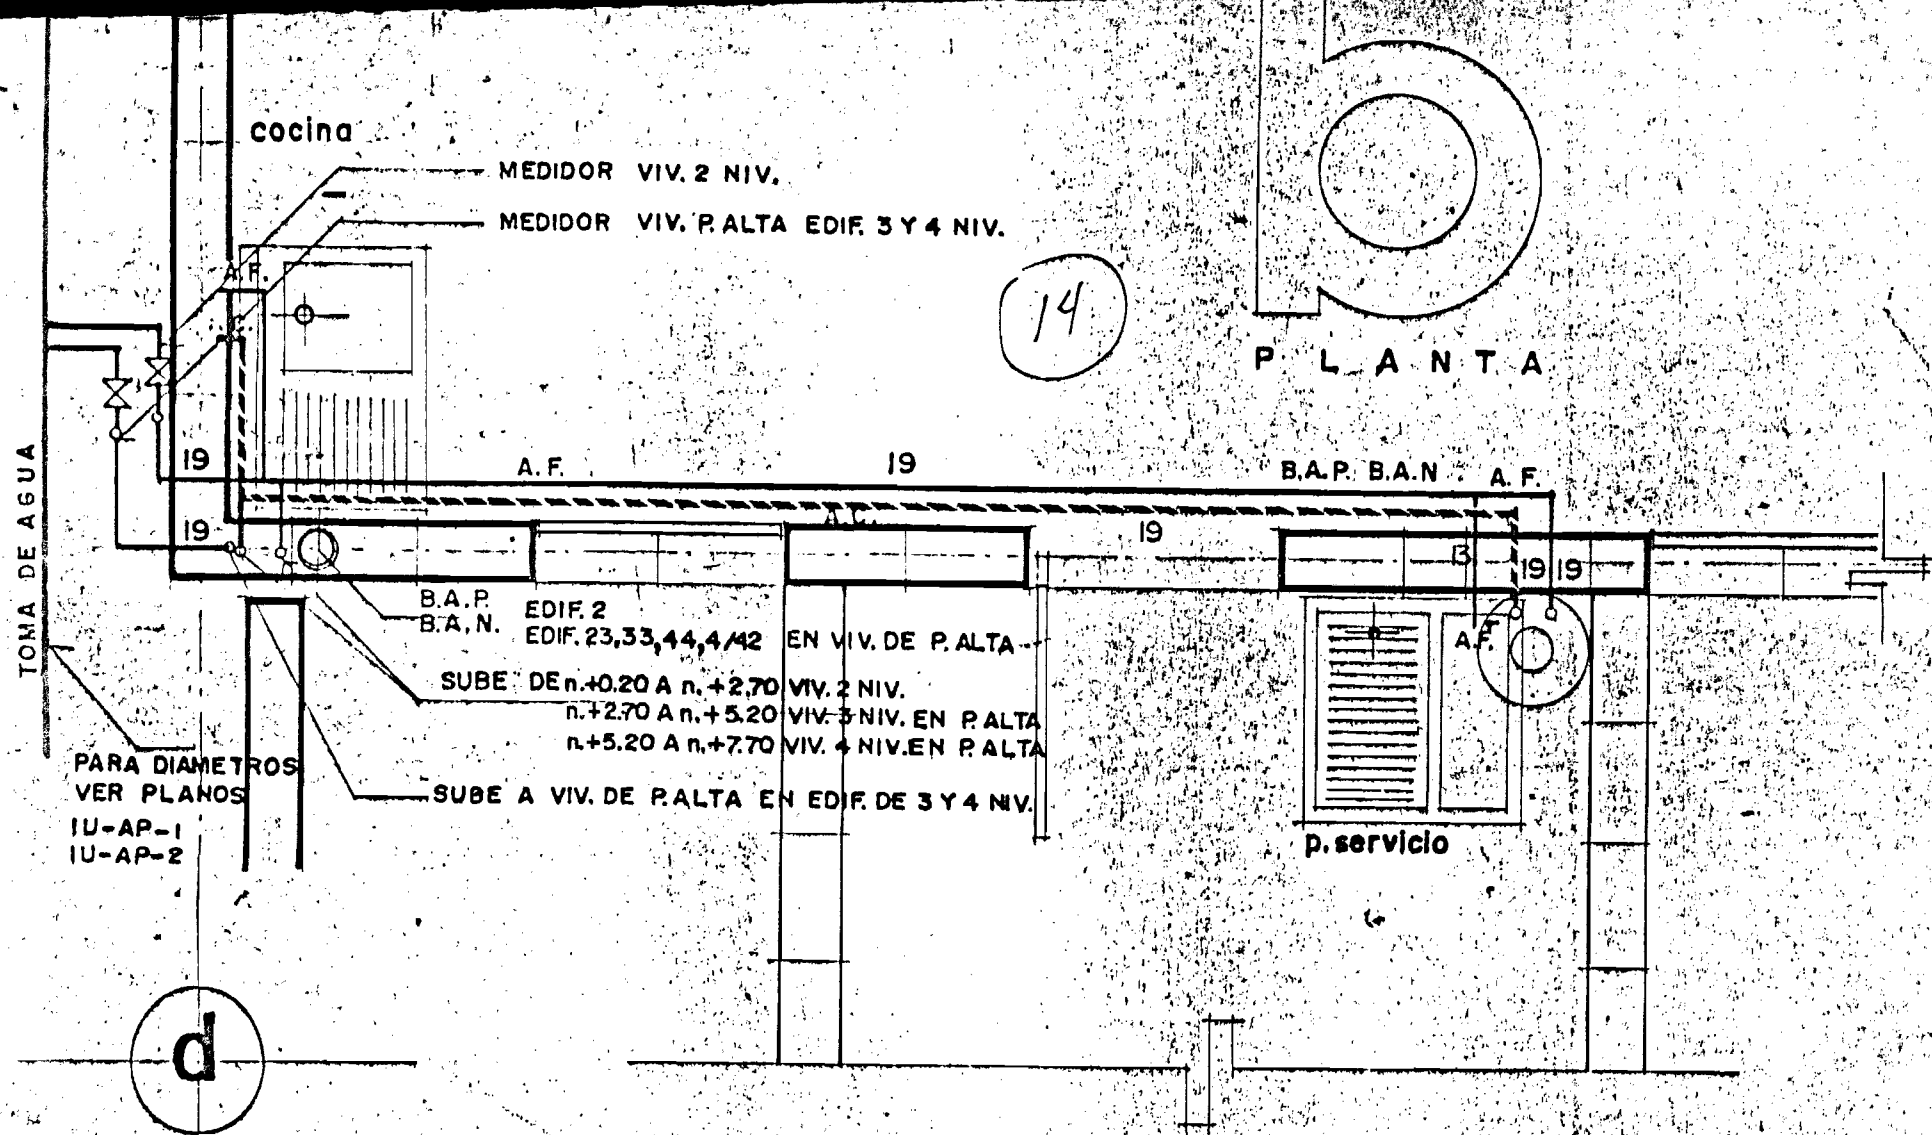 cocina
MEDIDOR VIV. 2 NIV.
MEDIDOR VIV. P. ALTA EDIF. 3 Y 4 NIV.
A.F.
14
PLANTA
TOMA DE AGUA
19
A.F.
19
B.A.P. B.A.N.
A.F.
19
19
13
19
19
A.F.
B.A.P.
B.A.N.
EDIF. 2
EDIF. 23,33,44,4/42 EN VIV. DE P. ALTA
SUBE DE n.+0.20 A n.+2.70 VIV. 2 NIV.
n.+2.70 A n.+5.20 VIV. 3 NIV. EN P. ALTA
n.+5.20 A n.+7.70 VIV. 4 NIV. EN P. ALTA
SUBE A VIV. DE P. ALTA EN EDIF. DE 3 Y 4 NIV.
PARA DIAMETROS
VER PLANOS
IU-AP-1
IU-AP-2
p. servicio
d